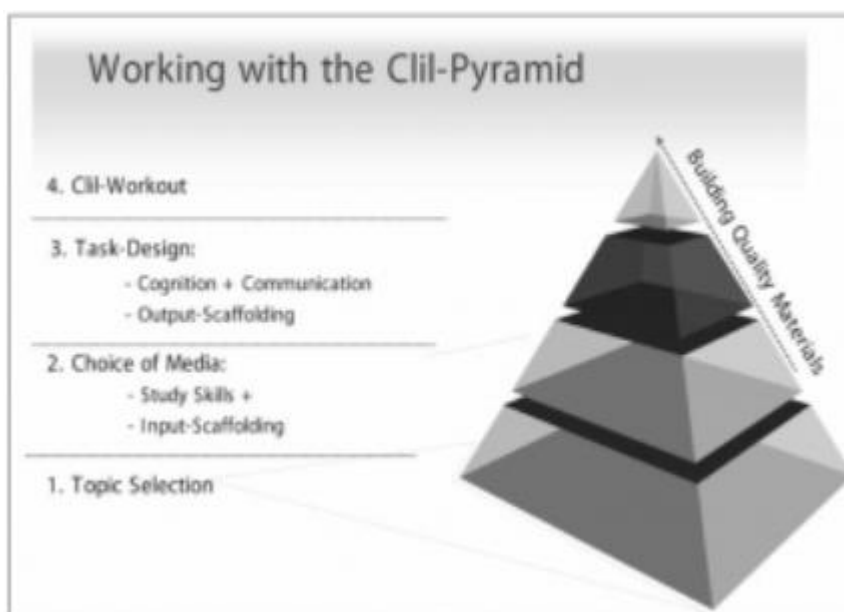 Working with the Clil-Pyramid
4. Clil-Workout
3. Task-Design:
- Cognition + Communication
- Output-Scaffolding
2. Choice of Media:
- Study Skills +
- Input-Scaffolding
1. Topic Selection
Building Quality Materials